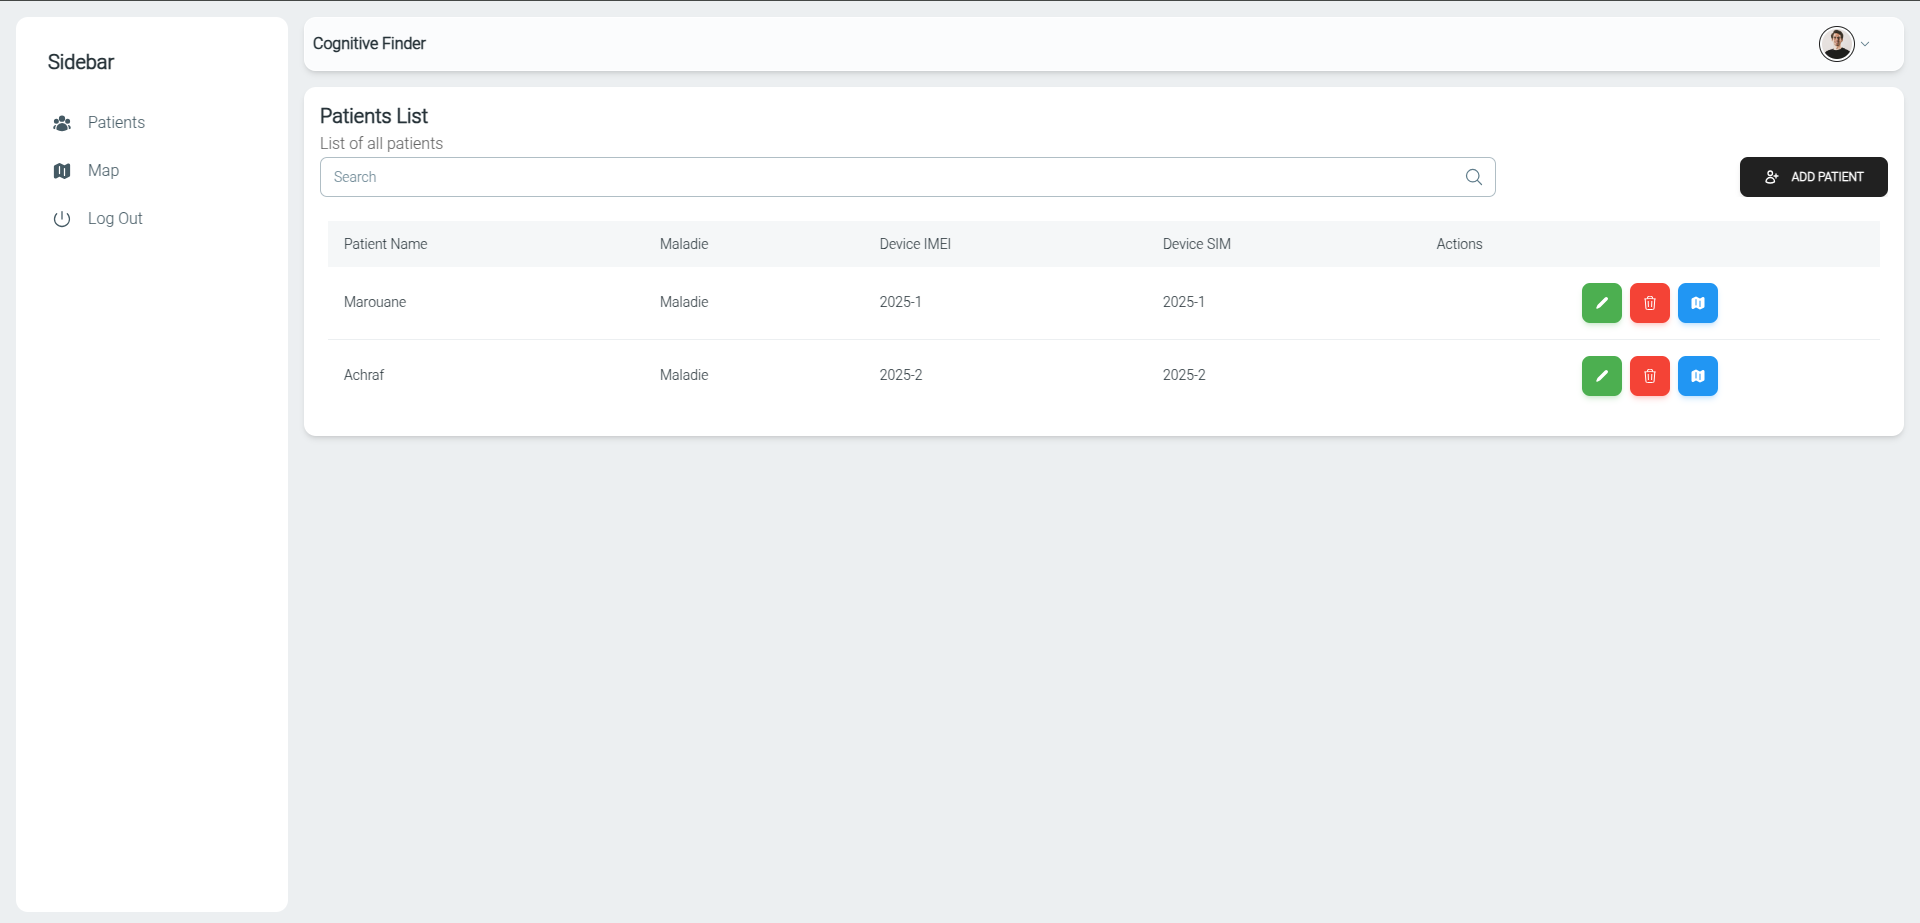 Sidebar
Patients
Map
Log Out
Cognitive Finder
Patients List
List of all patients
Search
ADD PATIENT
Patient Name Maladie Device IMEI Device SIM Actions
Marouane Maladie 2025-1 2025-1
Achraf Maladie 2025-2 2025-2